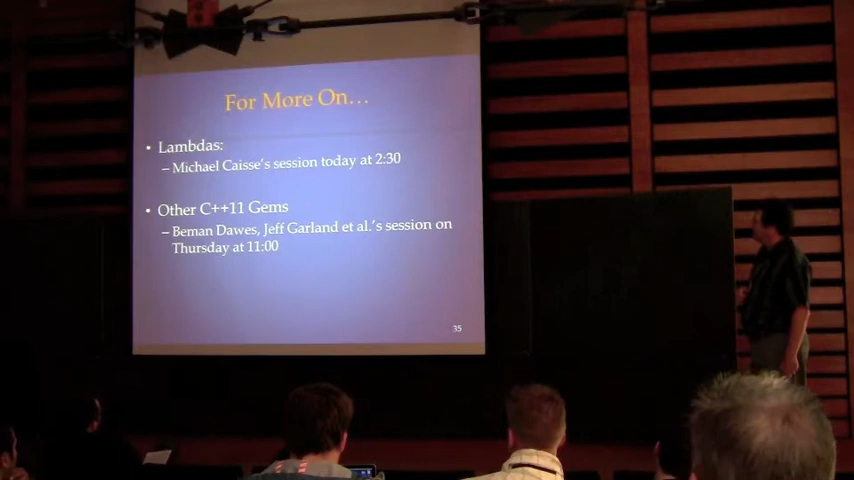 For More On…
• Lambdas:
– Michael Caisse's session today at 2:30
• Other C++11 Gems
– Beman Dawes, Jeff Garland et al.'s session on
Thursday at 11:00
35